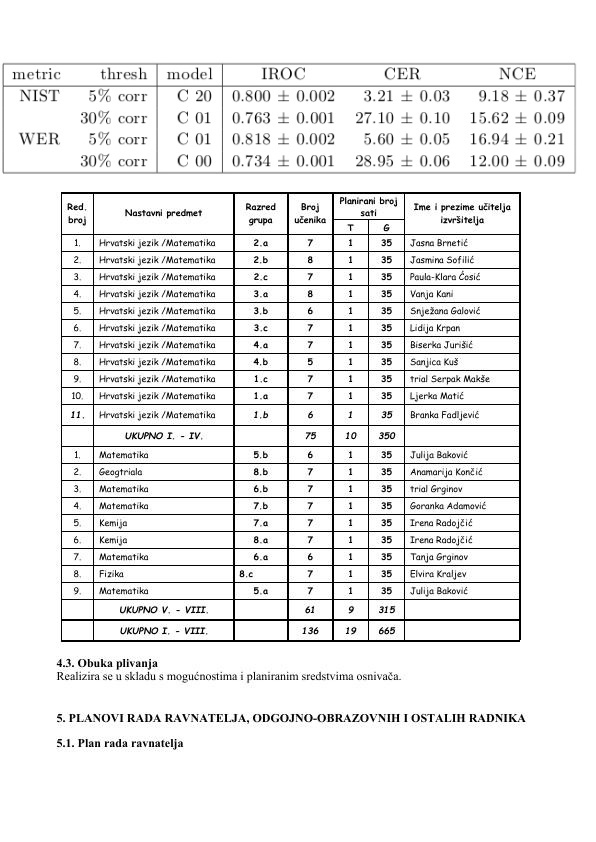 metric thresh model IROC CER NCE
NIST 5% corr C 20 0.800 ± 0.002 3.21 ± 0.03 9.18 ± 0.37
30% corr C 01 0.763 ± 0.001 27.10 ± 0.10 15.62 ± 0.09
WER 5% corr C 01 0.818 ± 0.002 5.60 ± 0.05 16.94 ± 0.21
30% corr C 00 0.734 ± 0.001 28.95 ± 0.06 12.00 ± 0.09
Red. broj Nastavni predmet Razred grupa Broj učenika Planirani broj sati Ime i prezime učitelja izvršitelja
T G
1. Hrvatski jezik /Matematika 2.a 7 1 35 Jasna Brnetić
2. Hrvatski jezik /Matematika 2.b 8 1 35 Jasmina Sofilić
3. Hrvatski jezik /Matematika 2.c 7 1 35 Paula-Klara Ćosić
4. Hrvatski jezik /Matematika 3.a 8 1 35 Vanja Kani
5. Hrvatski jezik /Matematika 3.b 6 1 35 Snježana Galović
6. Hrvatski jezik /Matematika 3.c 7 1 35 Lidija Krpan
7. Hrvatski jezik /Matematika 4.a 7 1 35 Biserka Jurišić
8. Hrvatski jezik /Matematika 4.b 5 1 35 Sanjica Kuš
9. Hrvatski jezik /Matematika 1.c 7 1 35 trial Serpak Makše
10. Hrvatski jezik /Matematika 1.a 7 1 35 Ljerka Matić
11. Hrvatski jezik /Matematika 1.b 6 1 35 Branka Fadljević
UKUPNO I. - IV. 75 10 350
1. Matematika 5.b 6 1 35 Julija Baković
2. Geogtriala 8.b 7 1 35 Anamarija Končić
3. Matematika 6.b 7 1 35 trial Grginov
4. Matematika 7.b 7 1 35 Goranka Adamović
5. Kemija 7.a 7 1 35 Irena Radojčić
6. Kemija 8.a 7 1 35 Irena Radojčić
7. Matematika 6.a 6 1 35 Tanja Grginov
8. Fizika 8.c 7 1 35 Elvira Kraljev
9. Matematika 5.a 7 1 35 Julija Baković
UKUPNO V. - VIII. 61 9 315
UKUPNO I. - VIII. 136 19 665
4.3. Obuka plivanja
Realizira se u skladu s mogućnostima i planiranim sredstvima osnivača.
5. PLANOVI RADA RAVNATELJA, ODGOJNO-OBRAZOVNIH I OSTALIH RADNIKA
5.1. Plan rada ravnatelja